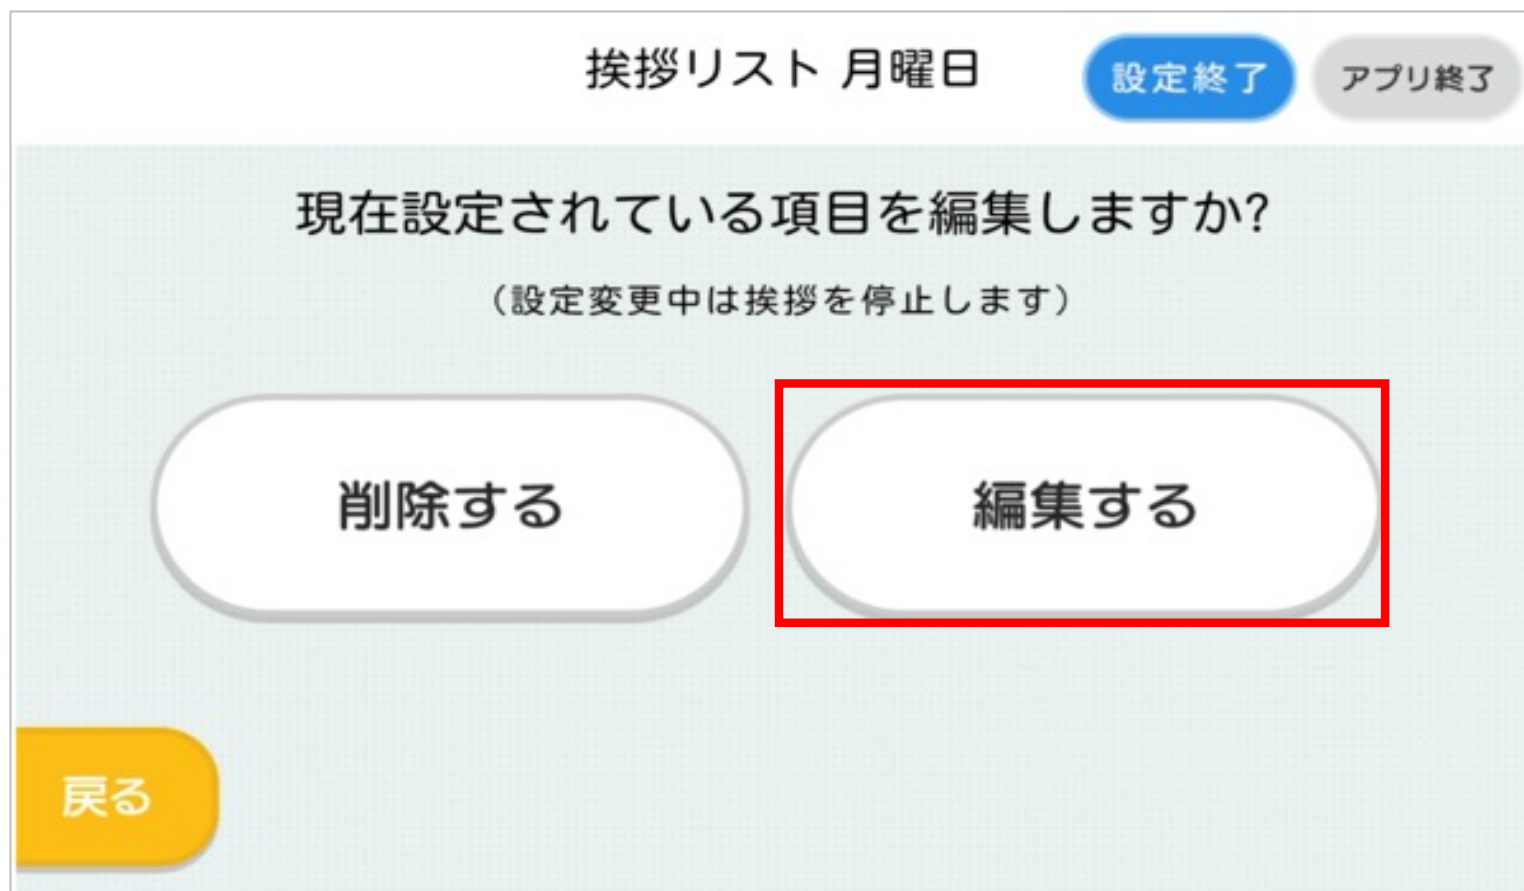 挨拶リスト 月曜日
設定終了
アプリ終了
現在設定されている項目を編集しますか?
（設定変更中は挨拶を停止します）
削除する
編集する
戻る